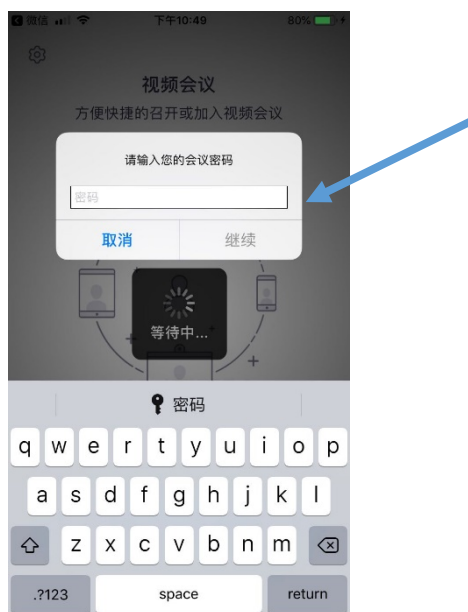 微信 下午10:49 80%
视频会议
方便快捷的召开或加入视频会议
请输入您的会议密码
密码
取消 继续
等待中...
密码
q w e r t y u i o p
a s d f g h j k l
z x c v b n m
.?123 space return